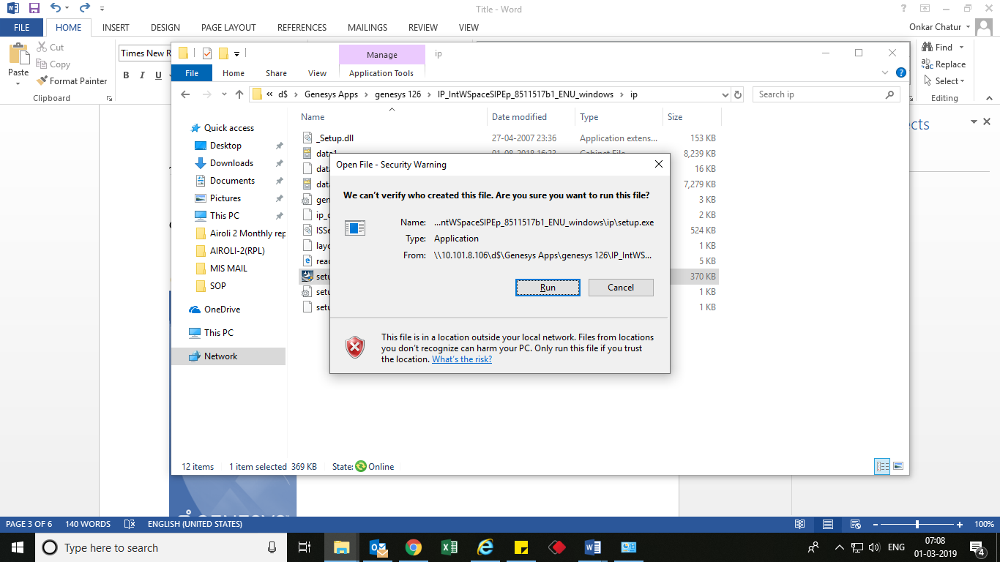 Title - Word
FILE HOME INSERT DESIGN PAGE LAYOUT REFERENCES MAILINGS REVIEW VIEW
Onkar Chatur
Paste
Cut
Copy
Format Painter
Clipboard
Times New R
B I U
Find
Replace
Select
Editing
Manage
ip
File Home Share View Application Tools
« d$ > Genesys Apps > genesys 126 > IP_IntWSpaceSIPEp_8511517b1_ENU_windows > ip
Search ip
Quick access
Desktop
Downloads
Documents
Pictures
This PC
Airoli 2 Monthly rep
AIROLI-2(RPL)
MIS MAIL
SOP
OneDrive
This PC
Network
Name Date modified Type Size
_Setup.dll 27-04-2007 23:36 Application extens... 153 KB
data1 01-08-2018 16:23 Cabinet File 8,239 KB
data 16 KB
data 7,279 KB
gen 3 KB
ip_d 2 KB
ISSe 524 KB
layo 1 KB
read 5 KB
setu 370 KB
setu 1 KB
setu 1 KB
Open File - Security Warning
We can't verify who created this file. Are you sure you want to run this file?
Name: ...ntWSpaceSIPEp_8511517b1_ENU_windows\ip\setup.exe
Type: Application
From: \\10.101.8.106\d$\Genesys Apps\genesys 126\IP_IntWS...
Run Cancel
This file is in a location outside your local network. Files from locations
you don't recognize can harm your PC. Only run this file if you trust
the location. What's the risk?
12 items 1 item selected 369 KB State: Online
cts
GENESYS
PAGE 3 OF 6 140 WORDS ENGLISH (UNITED STATES)
100%
Type here to search
ENG
07:08
01-03-2019
4